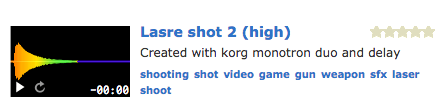 Lasre shot 2 (high)
Created with korg monotron duo and delay
shooting shot video game gun weapon sfx laser
shoot
-00:00